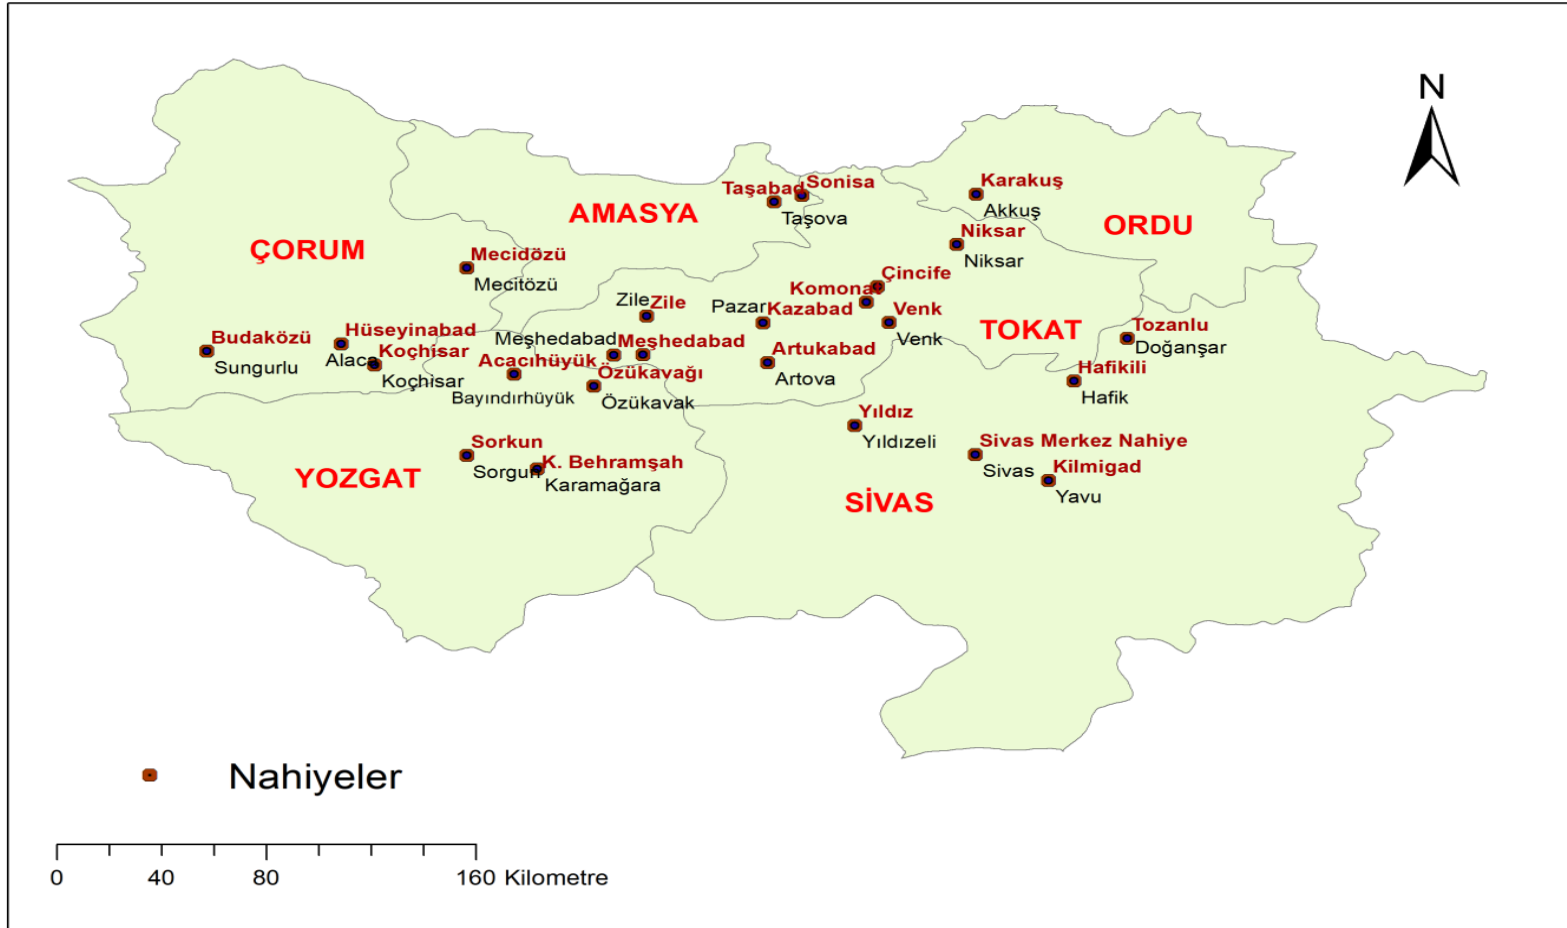 N
Karakuş
Akkuş
ORDU
Taşabad
Sonisa
Taşova
AMASYA
Niksar
Niksar
ÇORUM
Mecidözü
Mecitözü
Çincife
Komonat
Zile
Zile
Pazar
Kazabad
Venk
Venk
TOKAT
Tozanlu
Doğanşar
Budaközü
Sungurlu
Hüseyinabad
Alaca
Koçhisar
Koçhisar
Meşhedabad
Meşhedabad
Acacıhüyük
Bayındırhüyük
Özükavağı
Özükavak
Artukabad
Artova
Hafikili
Hafik
Yıldız
Yıldızeli
Sorkun
Sorgun
K. Behramşah
Karamağara
YOZGAT
Sivas Merkez Nahiye
Sivas
Kilmigad
Yavu
SİVAS
Nahiyeler
0 40 80 160 Kilometre